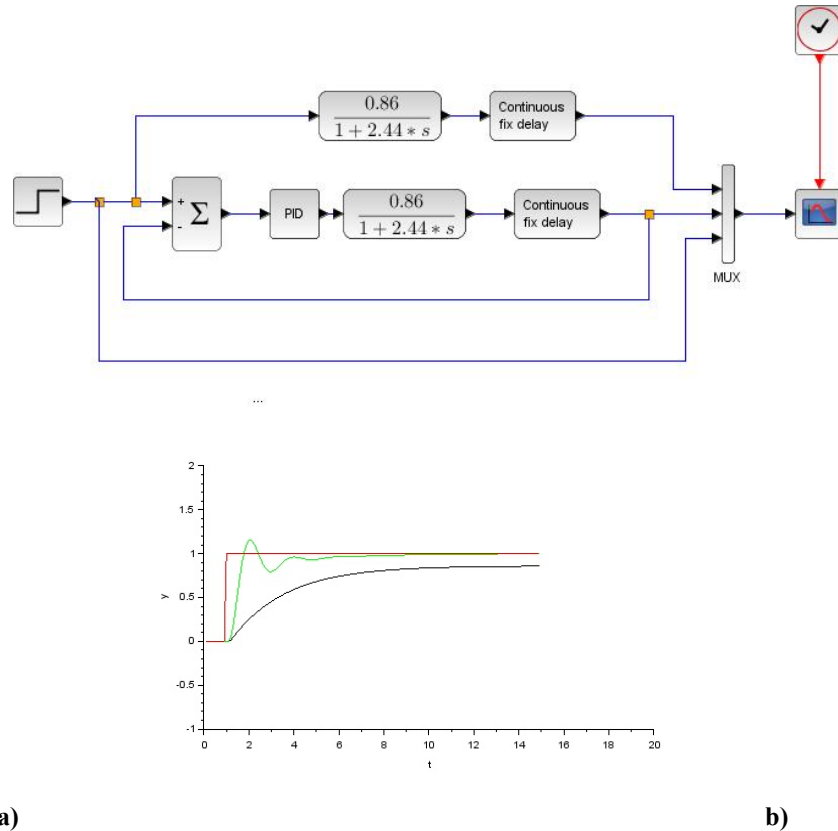 0.86
1 + 2.44 * s
Continuous
fix delay
+
-
Σ
PID
0.86
1 + 2.44 * s
Continuous
fix delay
MUX
...
2
1.5
1
0.5
0
-0.5
-1
y
0 2 4 6 8 10 12 14 16 18 20
t
a) b)